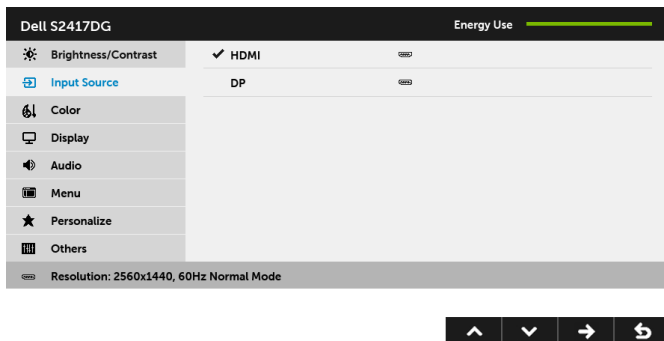 Dell S2417DG Energy Use
Brightness/Contrast
HDMI
Input Source
DP
Color
Display
Audio
Menu
Personalize
Others
Resolution: 2560x1440, 60Hz Normal Mode